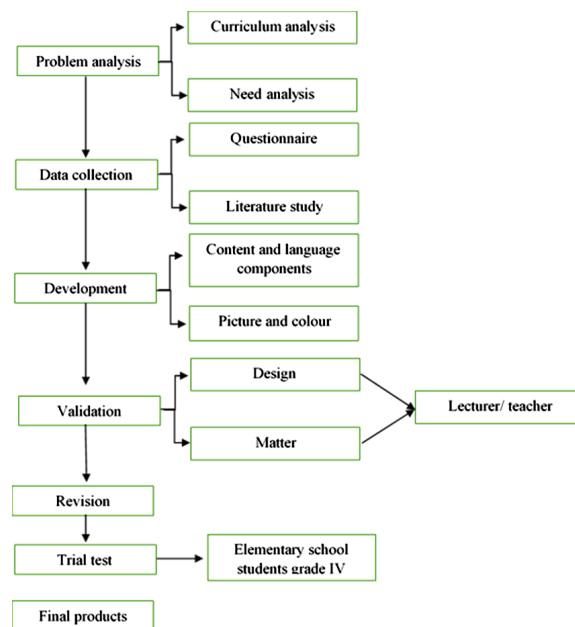 Curriculum analysis
Problem analysis
Need analysis
Questionnaire
Data collection
Literature study
Content and language
components
Development
Picture and colour
Design
Lecturer/ teacher
Validation
Matter
Revision
Trial test
Elementary school
students grade IV
Final products